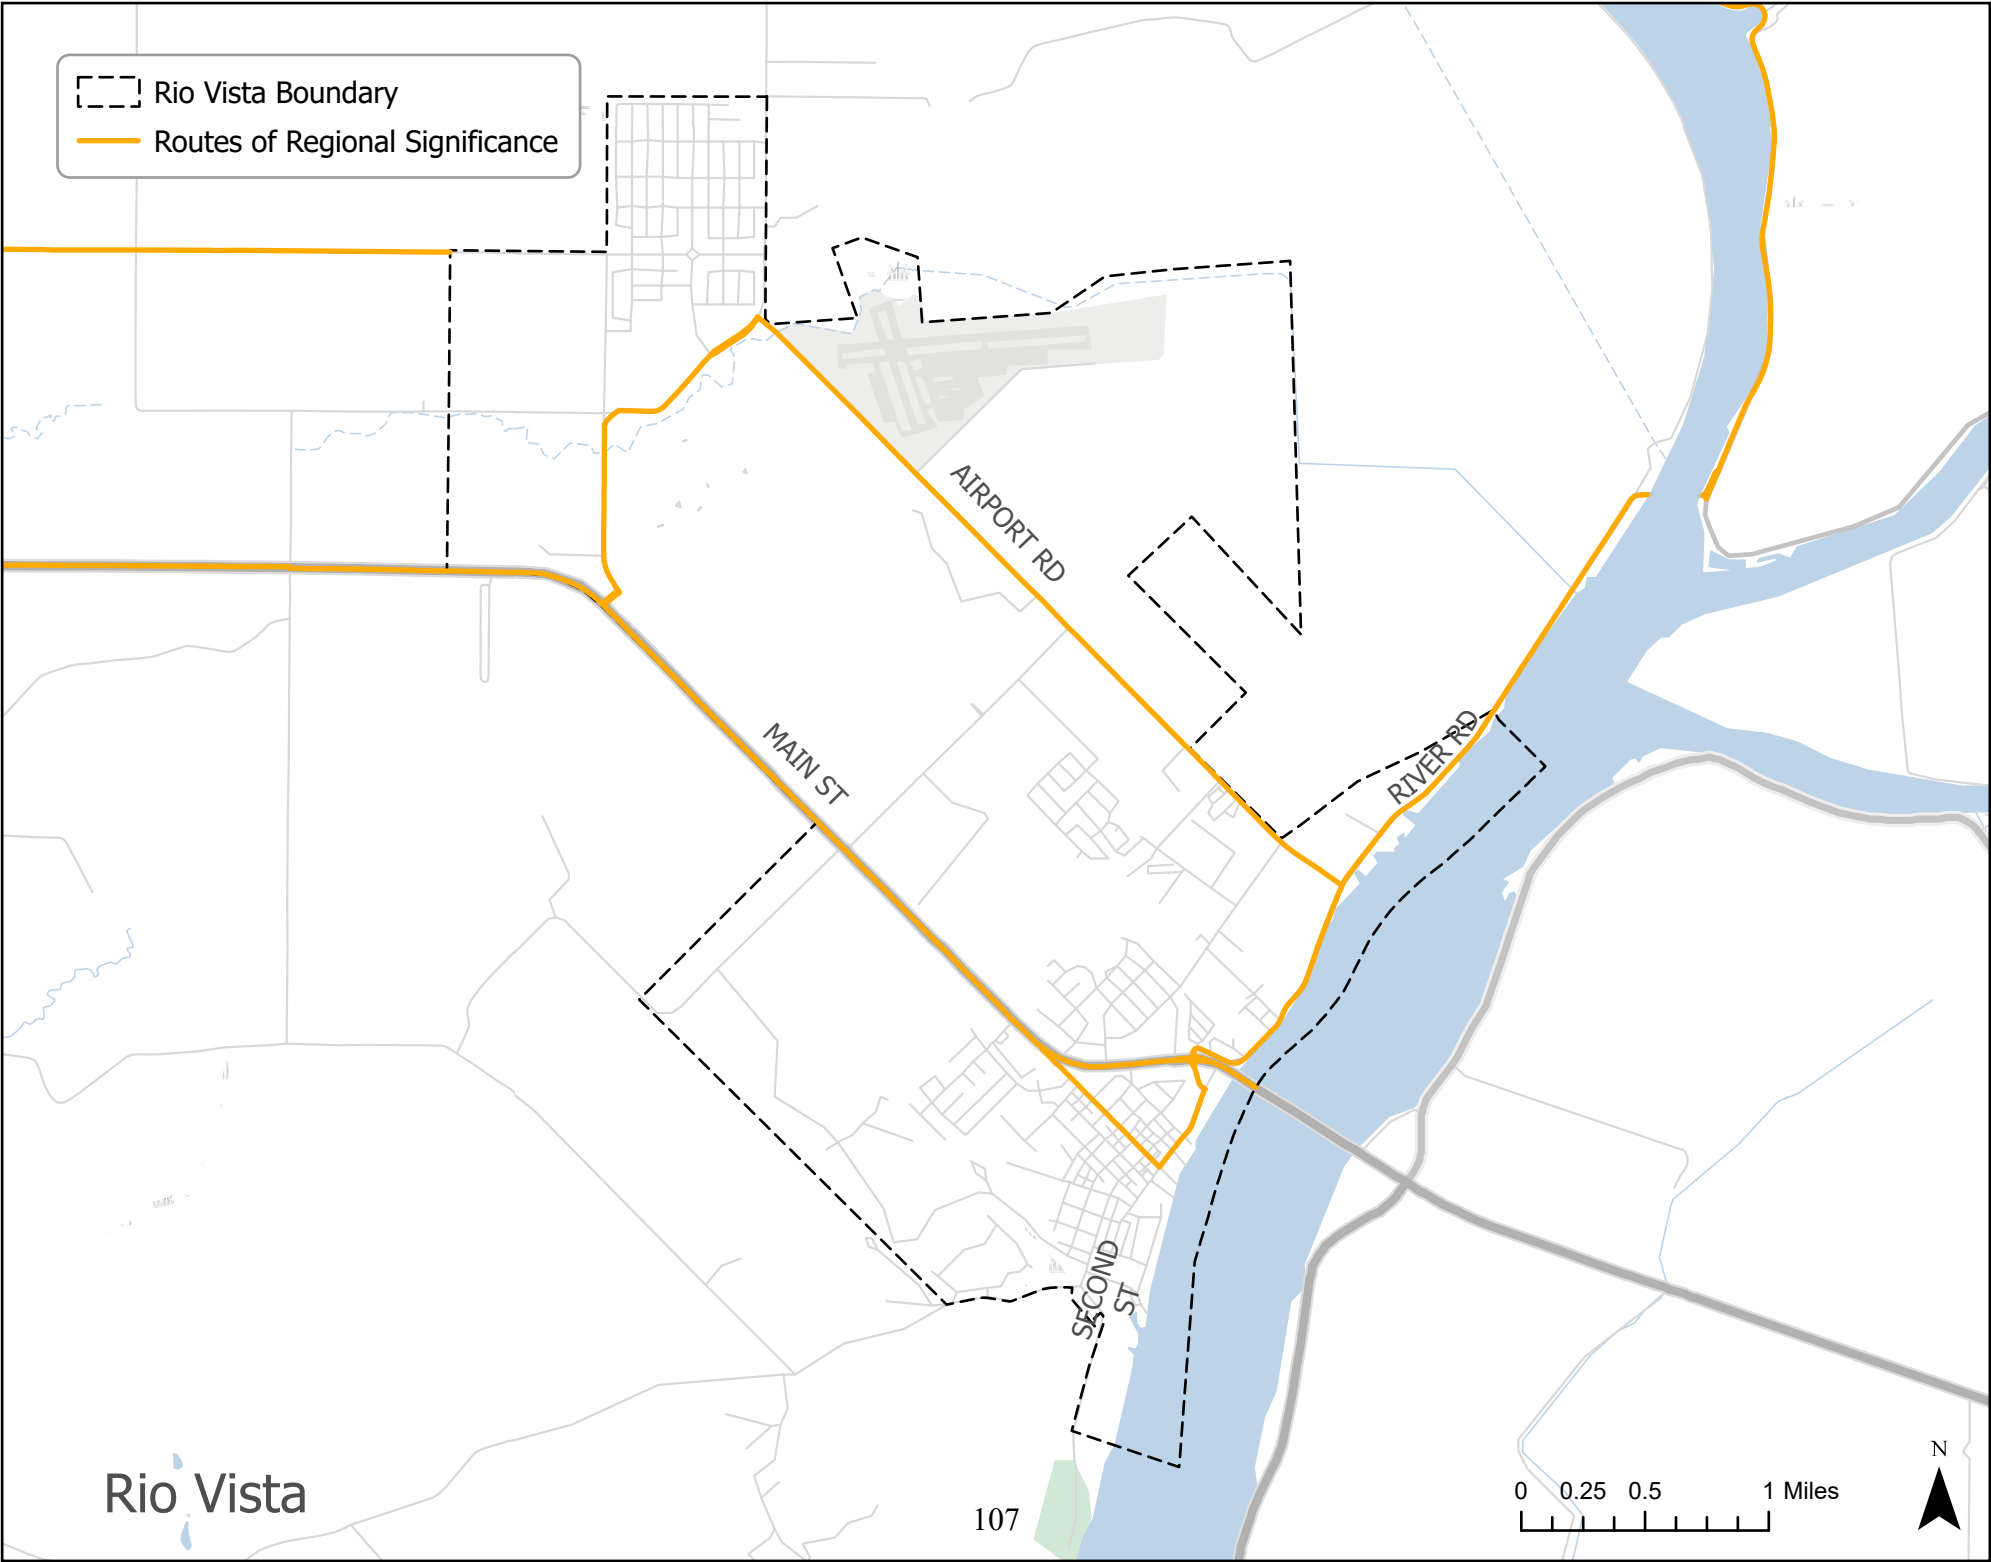 Rio Vista Boundary
Routes of Regional Significance
AIRPORT RD
MAIN ST
RIVER RD
SECOND
ST
Rio Vista
107
0 0.25 0.5 1 Miles
N